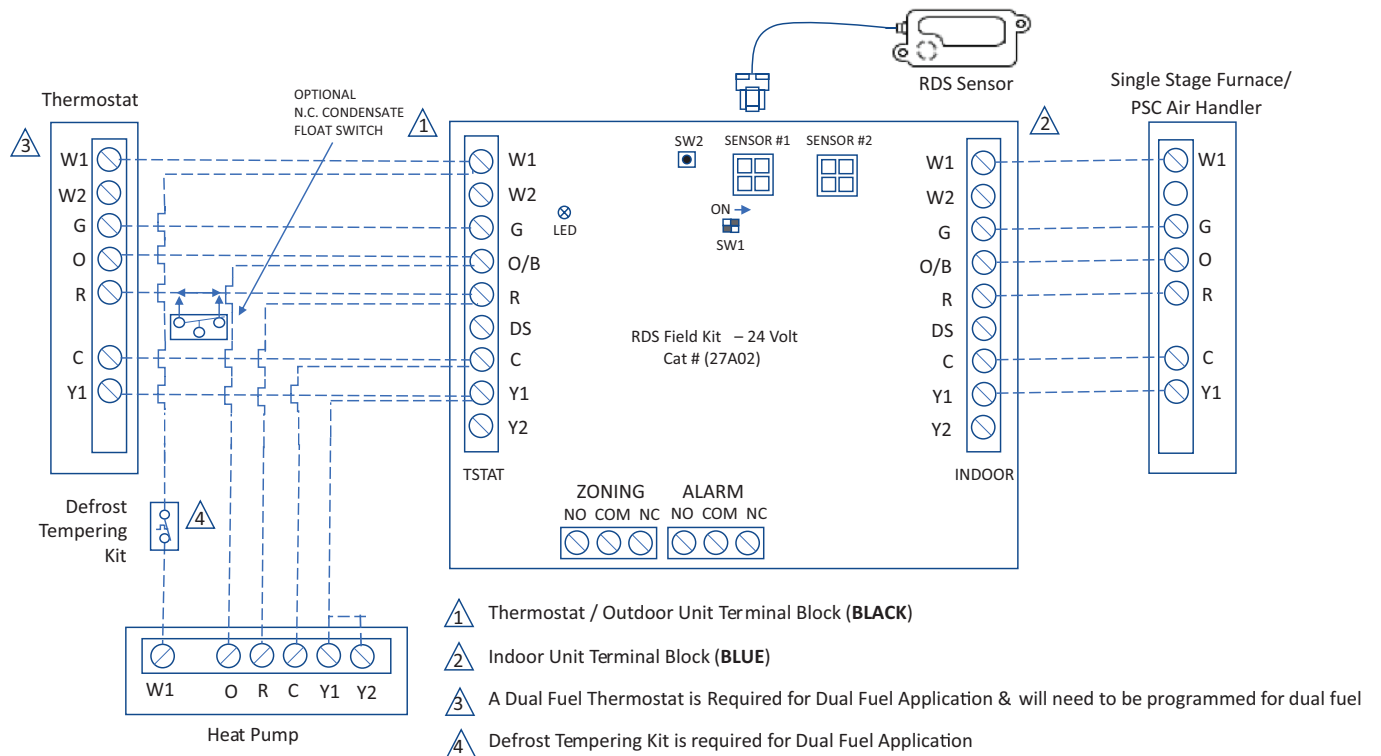 RDS Sensor
Single Stage Furnace/
PSC Air Handler
Thermostat
OPTIONAL
N.C. CONDENSATE
FLOAT SWITCH
3
1
2
W1
W2
G
O
R
C
Y1
W1
W2
G
O/B
R
DS
C
Y1
Y2
TSTAT
LED
SW2
SENSOR #1
SENSOR #2
ON
SW1
RDS Field Kit – 24 Volt
Cat # (27A02)
W1
W2
G
O/B
R
DS
C
Y1
Y2
INDOOR
W1
G
O
R
C
Y1
ZONING
NO COM NC
ALARM
NO COM NC
Defrost
Tempering
Kit
4
W1 O R C Y1 Y2
Heat Pump
1 Thermostat / Outdoor Unit Terminal Block (BLACK)
2 Indoor Unit Terminal Block (BLUE)
3 A Dual Fuel Thermostat is Required for Dual Fuel Application & will need to be programmed for dual fuel
4 Defrost Tempering Kit is required for Dual Fuel Application